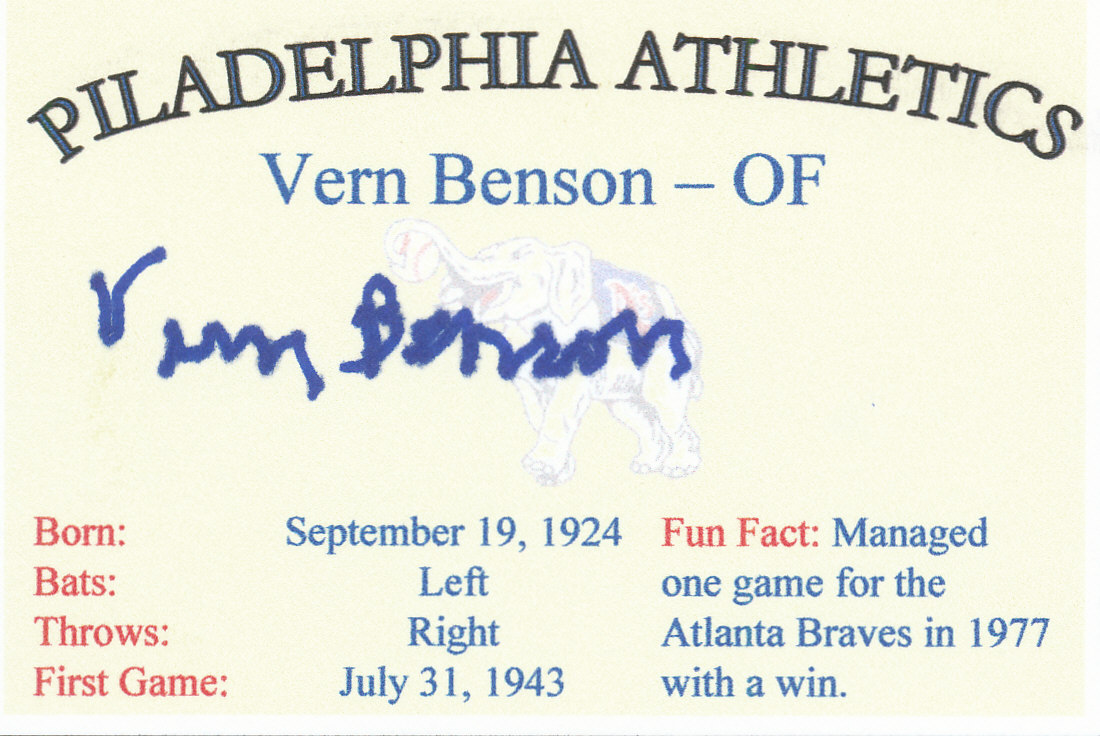 PILADELPHIA ATHLETICS
Vern Benson – OF
Vern Benson
Born: September 19, 1924
Bats: Left
Throws: Right
First Game: July 31, 1943
Fun Fact: Managed
one game for the
Atlanta Braves in 1977
with a win.